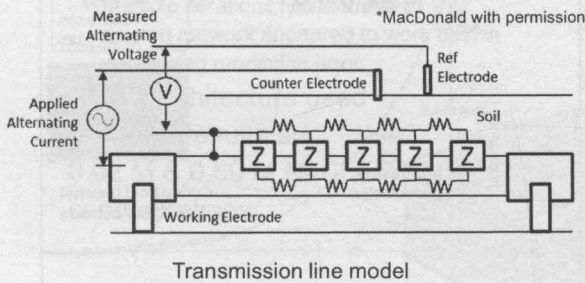 *MacDonald with permission
Measured
Alternating
Voltage
Ref
Electrode
Counter Electrode
V
Applied
Alternating
Current
Soil
Z Z Z Z Z
Working Electrode
Transmission line model